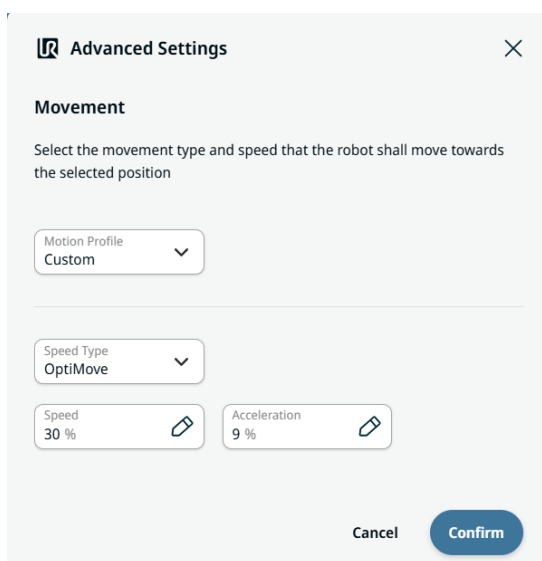 UR Advanced Settings
Movement
Select the movement type and speed that the robot shall move towards
the selected position
Motion Profile
Custom
Speed Type
OptiMove
Speed
30 %
Acceleration
9 %
Cancel
Confirm